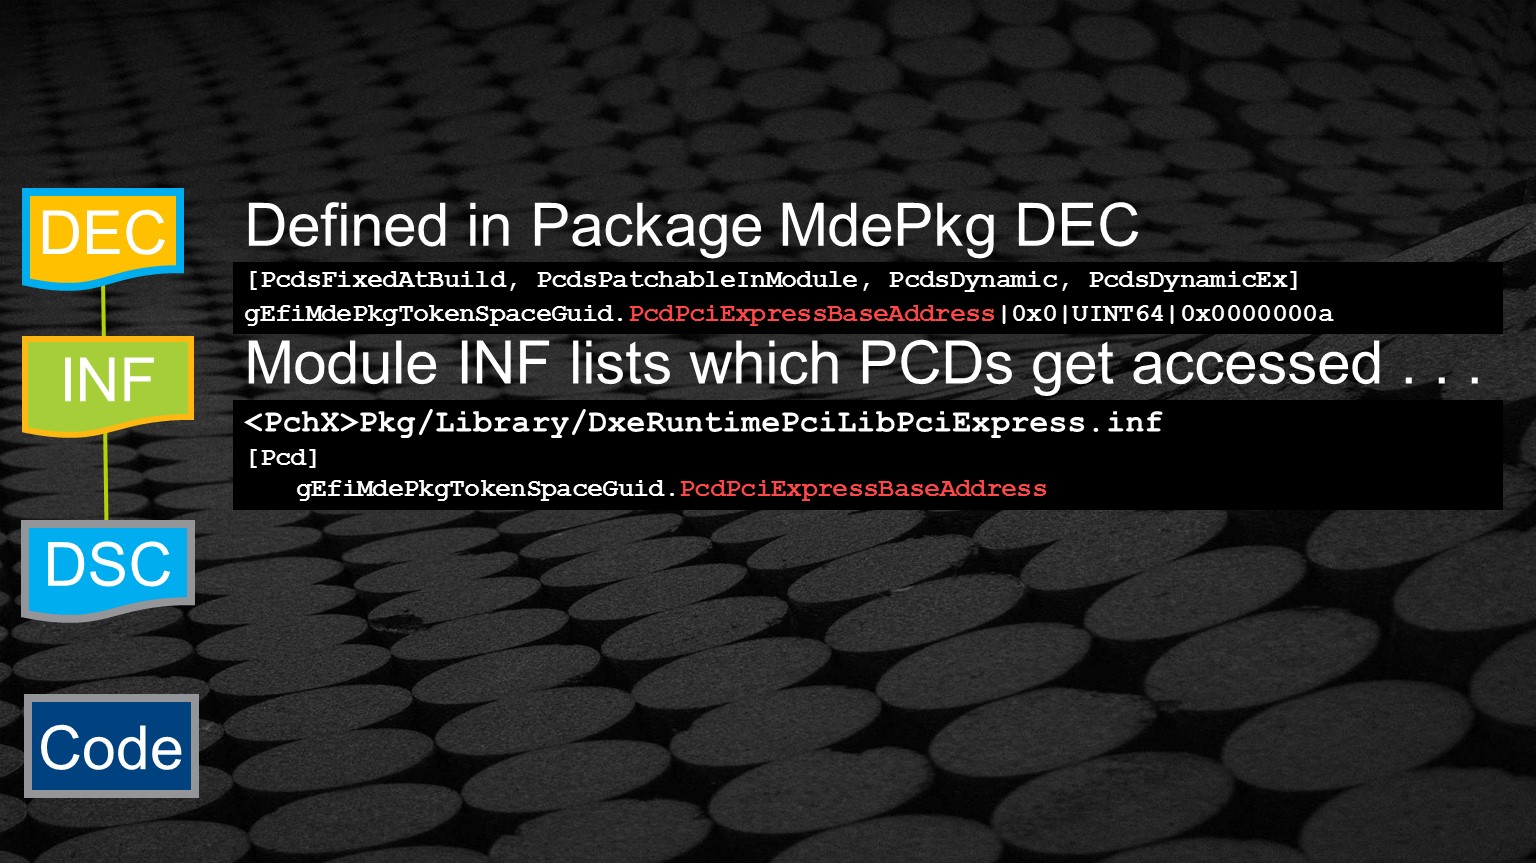 DEC
Defined in Package MdePkg DEC
[PcdsFixedAtBuild, PcdsPatchableInModule, PcdsDynamic, PcdsDynamicEx]
gEfiMdePkgTokenSpaceGuid.PcdPciExpressBaseAddress|0x0|UINT64|0x0000000a
INF
Module INF lists which PCDs get accessed . . .
<PchX>Pkg/Library/DxeRuntimePciLibPciExpress.inf
[Pcd]
gEfiMdePkgTokenSpaceGuid.PcdPciExpressBaseAddress
DSC
Code